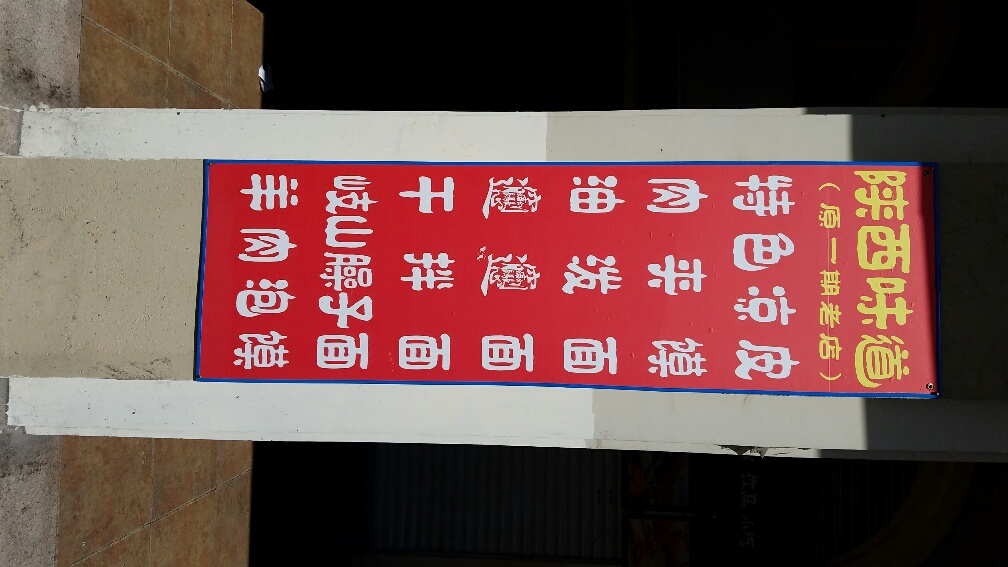 陕西味道
（原一期老店）
特色凉皮
肉夹馍
油泼面
𰻞𰻞面
干拌面
岐山臊子面
羊肉泡馍